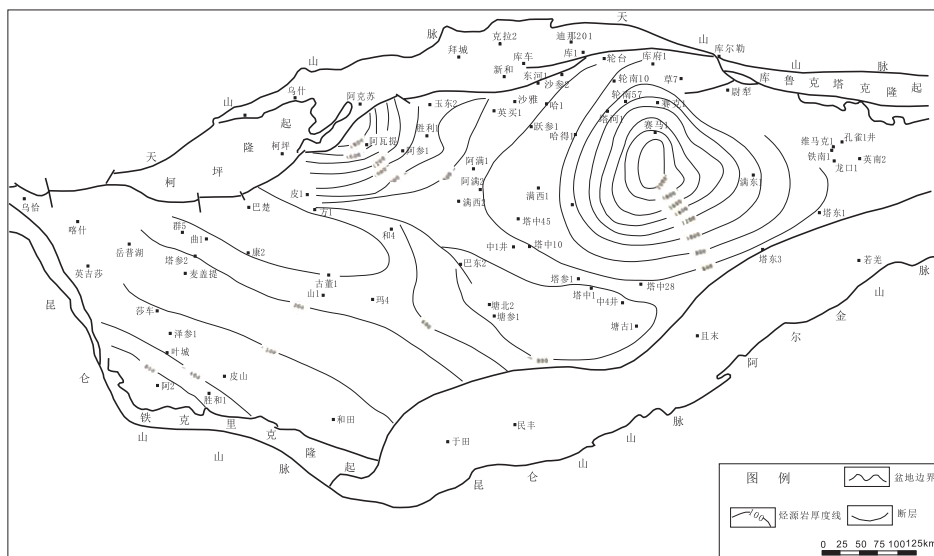 天
山
脉
克拉2
迪那201
拜城
库车
库1
轮台
库府1
库尔勒
山
脉
新和
东河1
沙参2
轮南10
草7
库鲁克塔克隆起
尉犁
乌什
阿克苏
玉东2
沙雅
哈1
轮南57
英买1
塔河1
山
脉
起
隆
坪
柯
天
山
柯坪
阿瓦提
胜利1
阿参1
跃参1
哈得1
赛马1
维马克1
孔雀1井
铁南1
英南2
龙口1
阿满1
阿满2
满西2
满西1
满东1
皮1
方1
乌恰
巴楚
塔中45
塔东1
喀什
群5
曲1
和4
岳普湖
康2
中1井
塔中10
塔东3
塔参2
巴东2
若羌
英吉莎
麦盖提
古董1
塔参1
塔中28
山1
玛4
塔中1
中4井
昆
莎车
塘北2
塘参1
塘古1
泽参1
且末
叶城
仑
皮山
阿2
胜和1
和田
民丰
于田
铁克里克隆起
山
山
脉
昆
仑
山
山
脉
阿
尔
金
山
脉
图 例
盆地边界
100
烃源岩厚度线
断层
0 25 50 75 100 125km